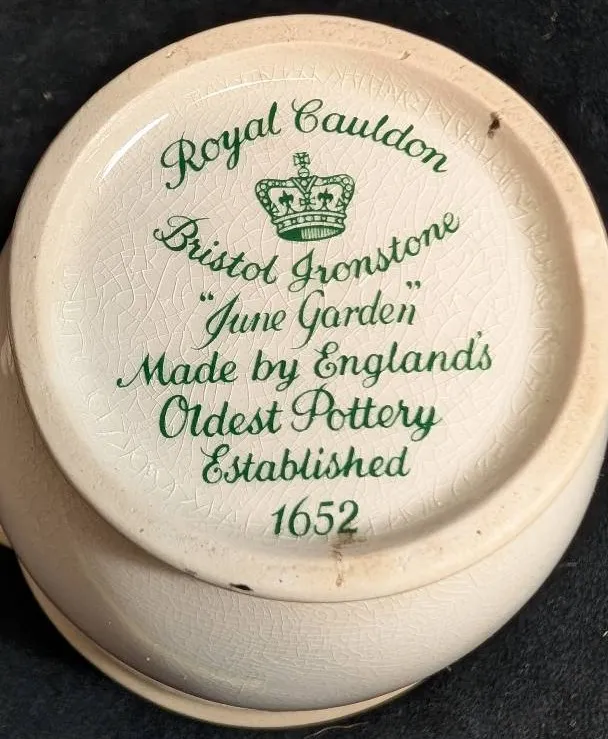 Royal Cauldon
Bristol Ironstone
"June Garden"
Made by England's
Oldest Pottery
Established
1652